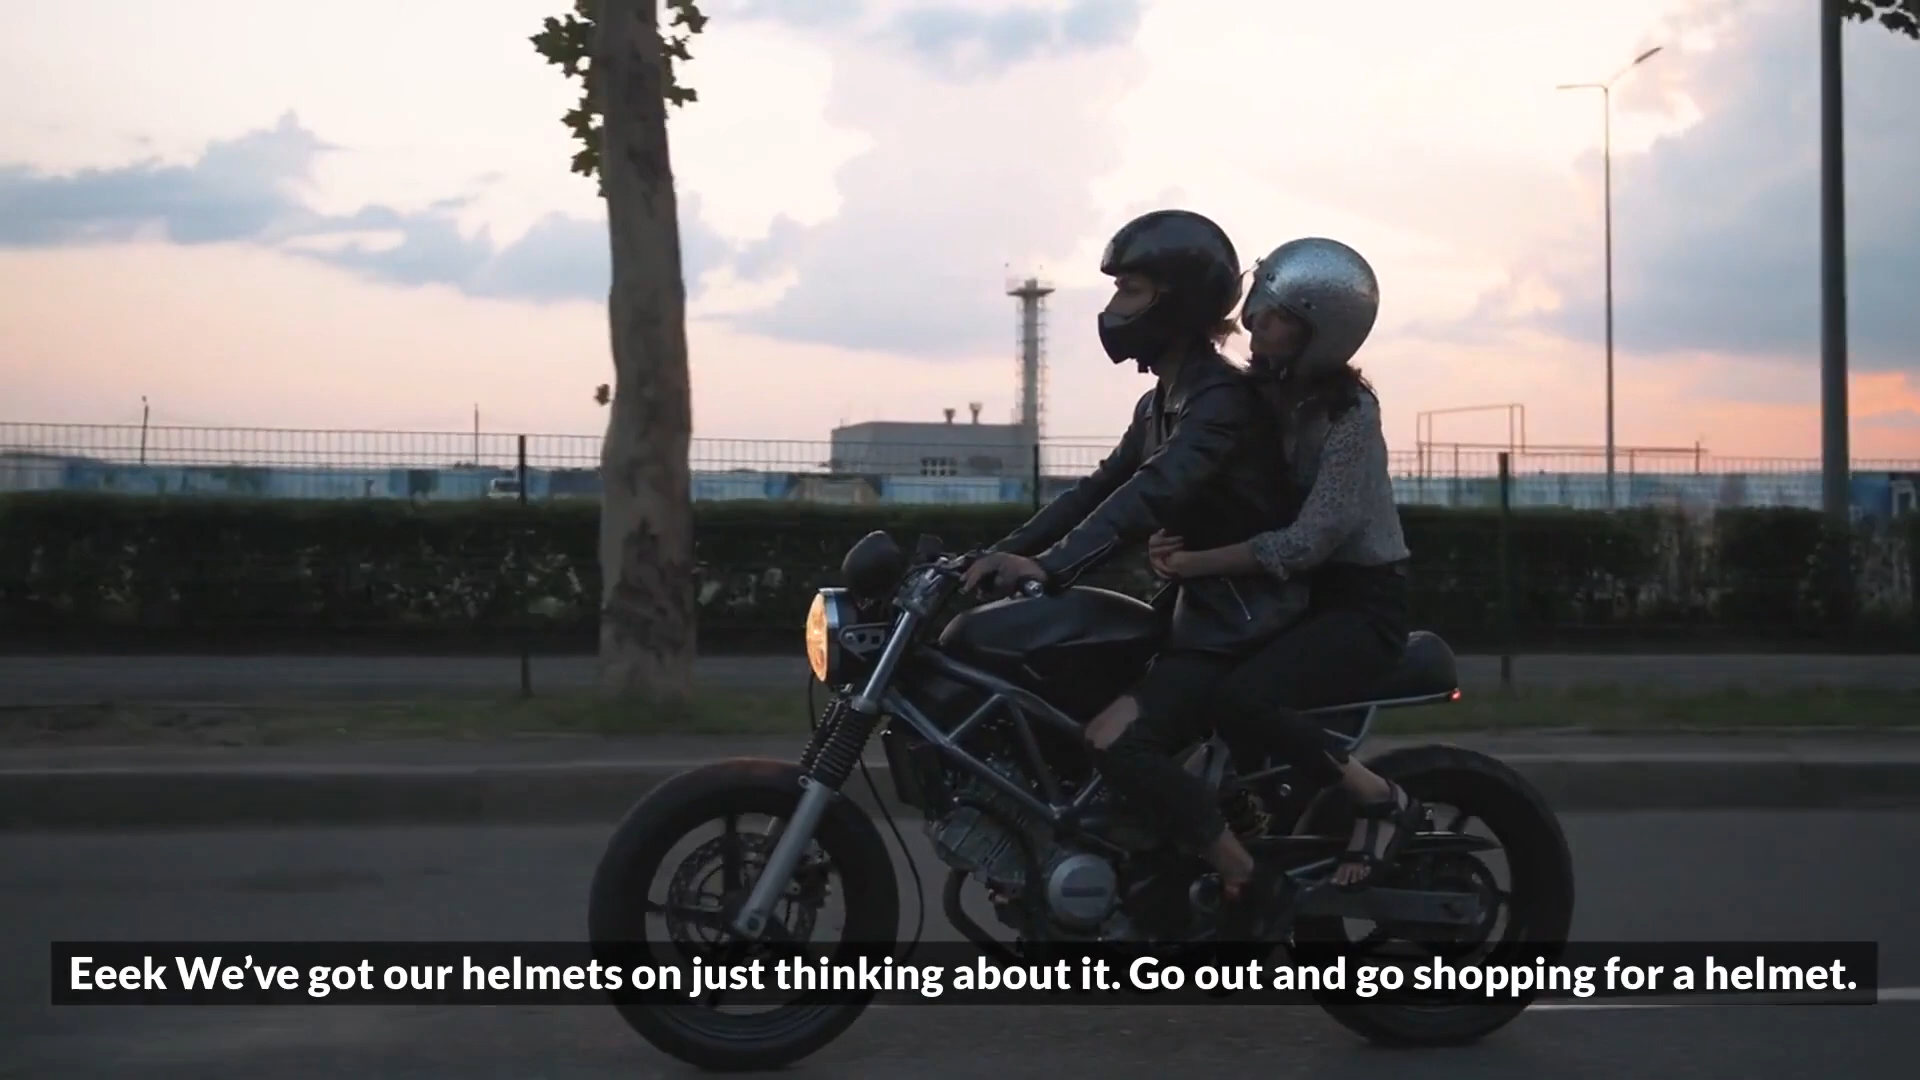 Eeek We’ve got our helmets on just thinking about it. Go out and go shopping for a helmet.